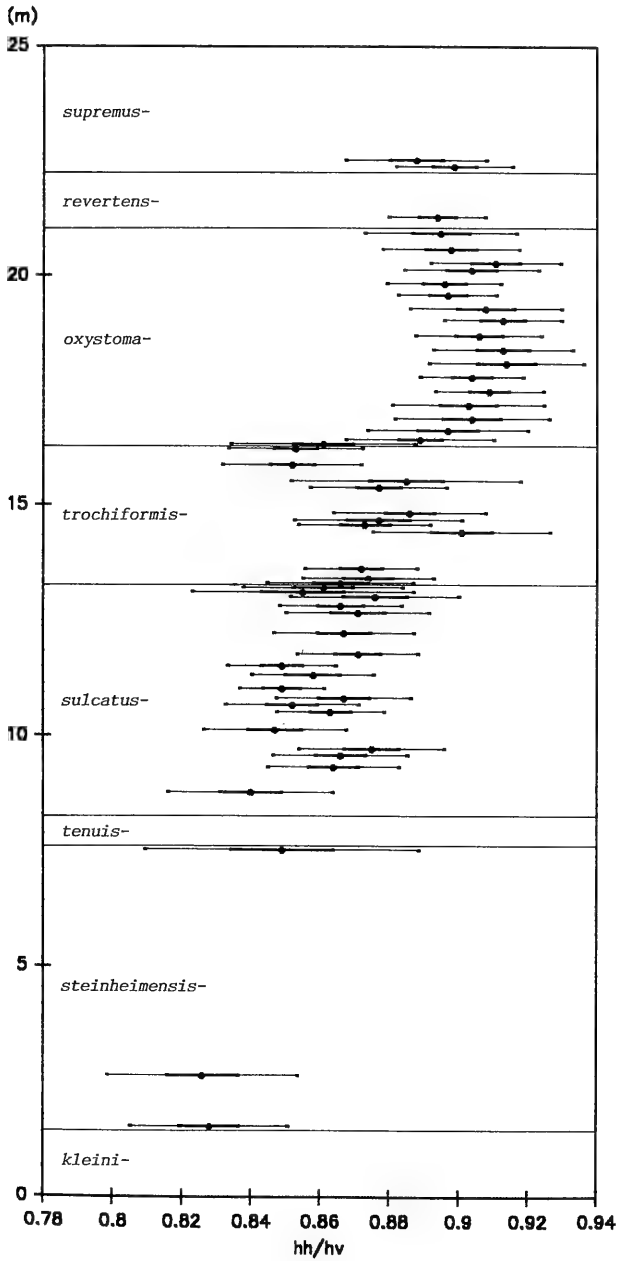 (m)
25
supremus-
revertens-
20
oxystoma-
15
trochiformis-
sulcatus-
10
tenuis-
5
steinheimensis-
kleini-
0
0.78 0.8 0.82 0.84 0.86 0.88 0.9 0.92 0.94
hh/hv